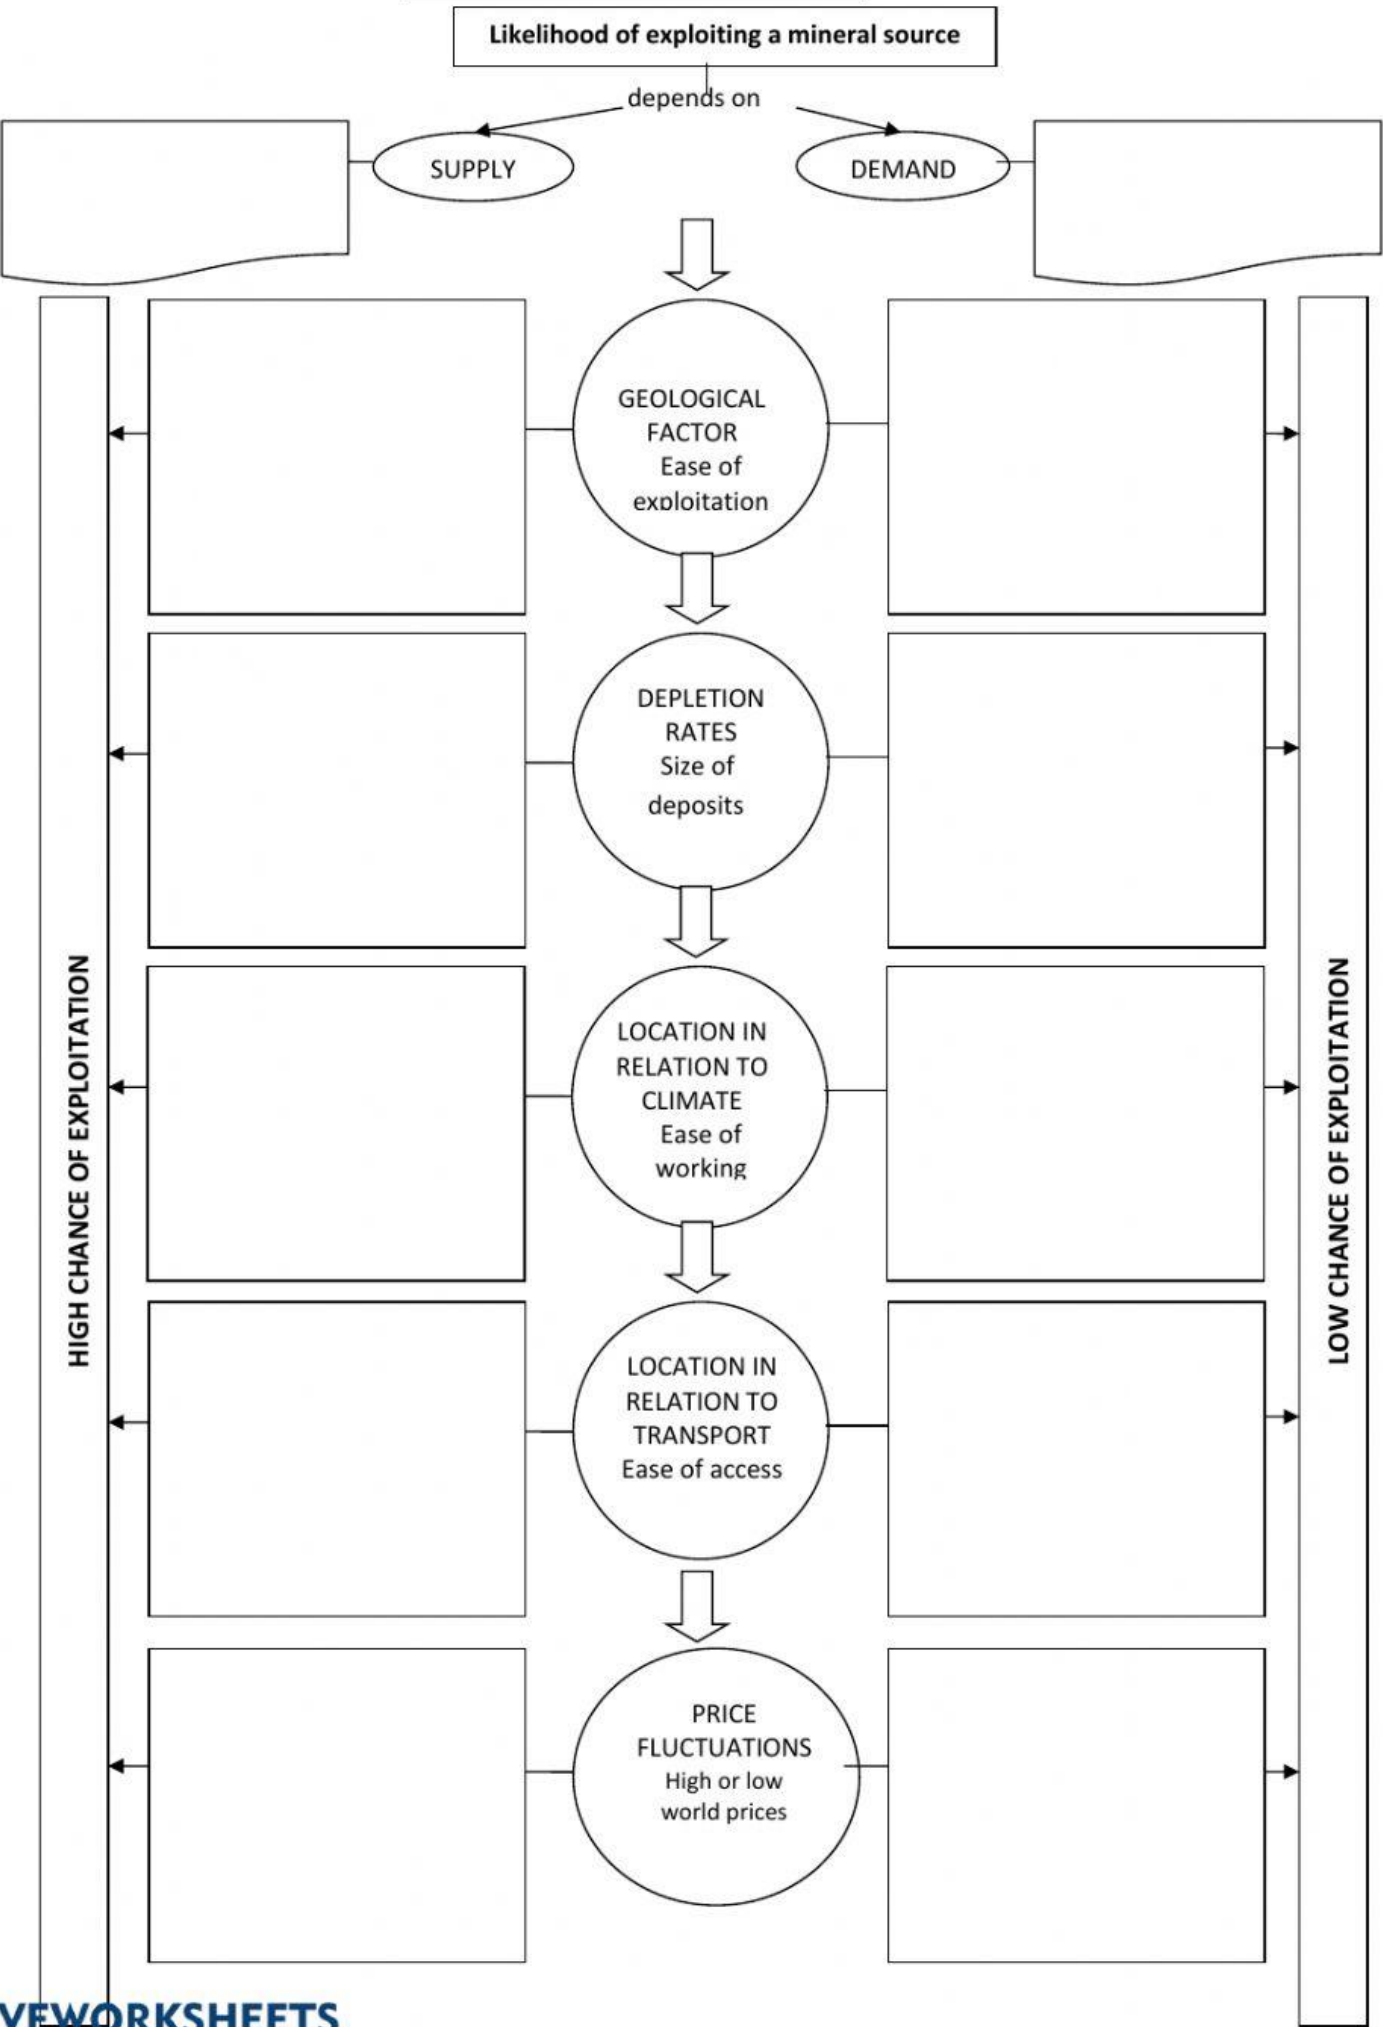 Likelihood of exploiting a mineral source
depends on
SUPPLY
DEMAND
GEOLOGICAL
FACTOR
Ease of
exploitation
DEPLETION
RATES
Size of
deposits
HIGH CHANCE OF EXPLOITATION
LOW CHANCE OF EXPLOITATION
LOCATION IN
RELATION TO
CLIMATE
Ease of
working
LOCATION IN
RELATION TO
TRANSPORT
Ease of access
PRICE
FLUCTUATIONS
High or low
world prices
VEWORKSHEETS